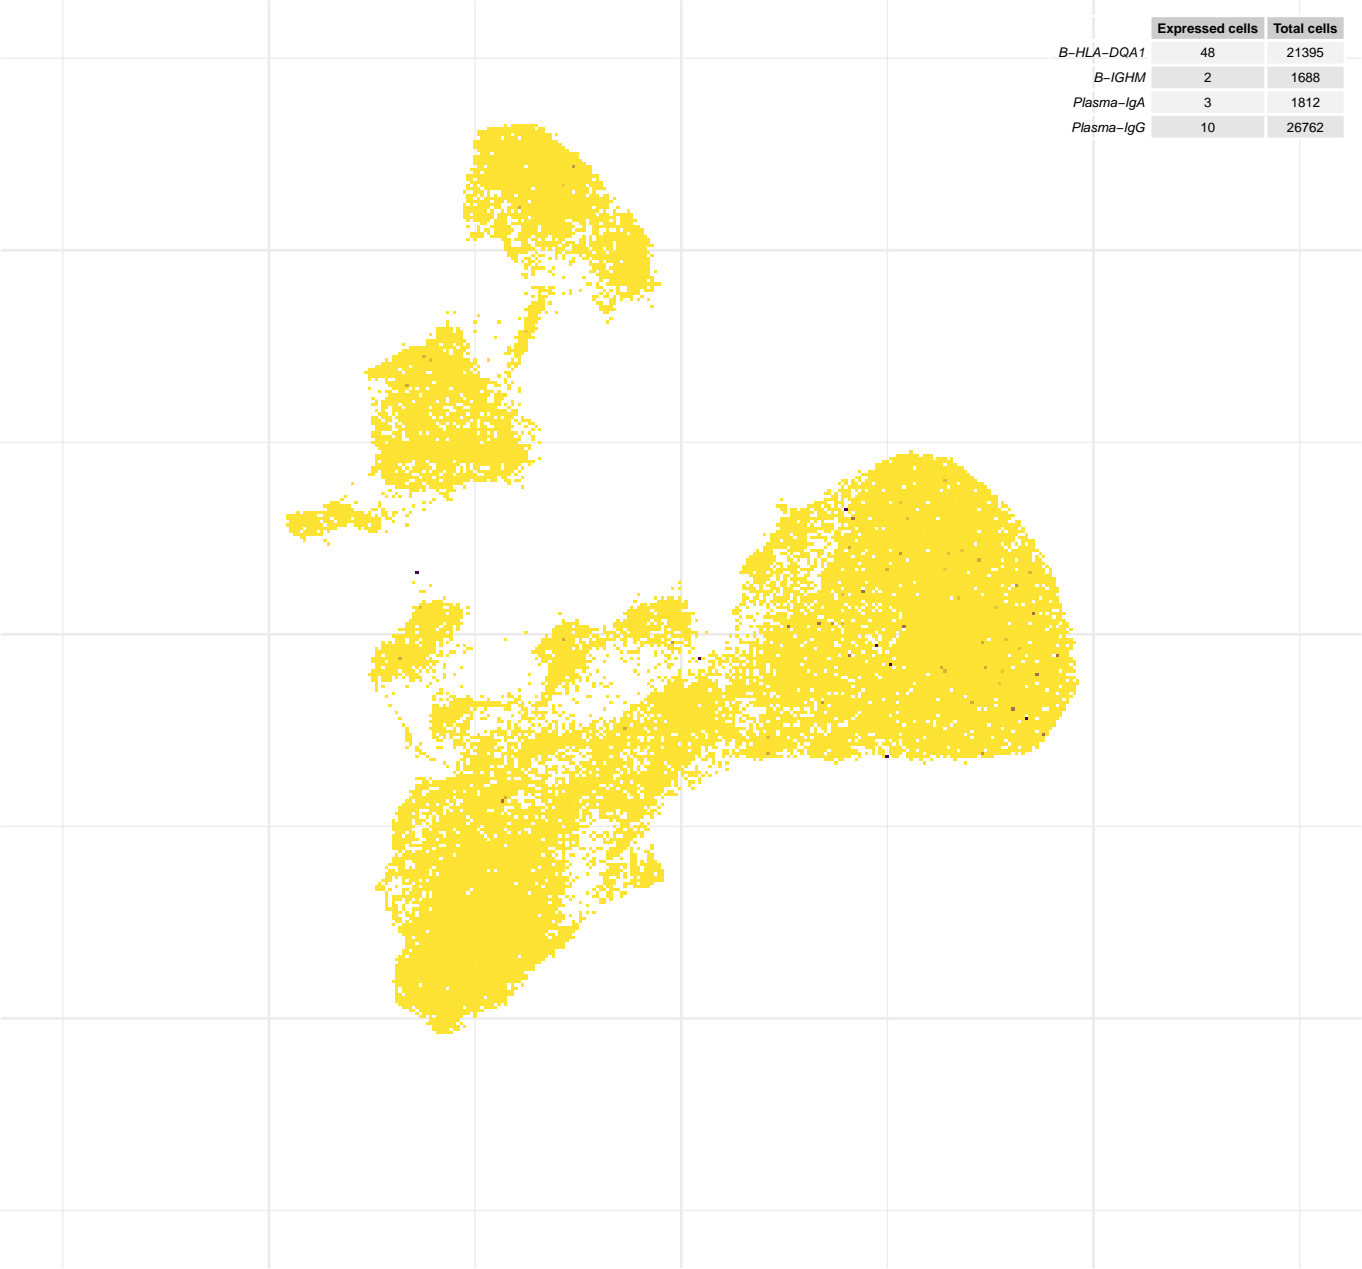 Expressed cells Total cells
B−HLA−DQA1 48 21395
B−IGHM 2 1688
Plasma−IgA 3 1812
Plasma−IgG 10 26762